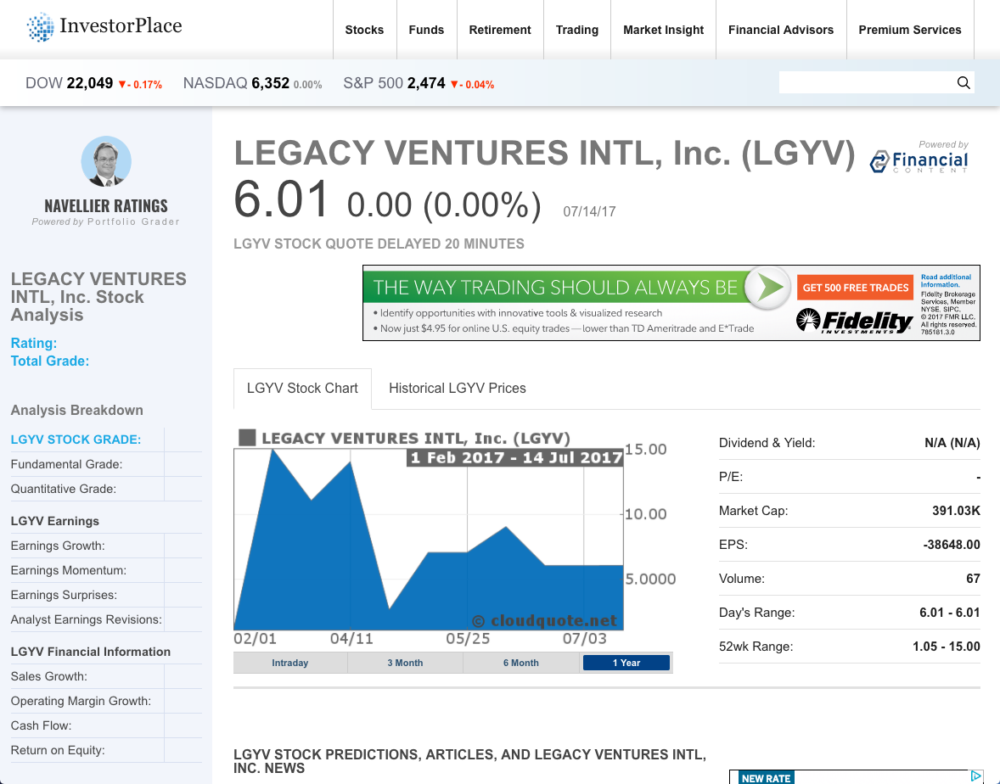 InvestorPlace
Stocks
Funds
Retirement
Trading
Market Insight
Financial Advisors
Premium Services
DOW 22,049 ▼- 0.17%
NASDAQ 6,352 0.00%
S&P 500 2,474 ▼- 0.04%
NAVELLIER RATINGS
Powered by Portfolio Grader
LEGACY VENTURES
INTL, Inc. Stock
Analysis
Rating:
Total Grade:
Analysis Breakdown
LGYV STOCK GRADE:
Fundamental Grade:
Quantitative Grade:
LGYV Earnings
Earnings Growth:
Earnings Momentum:
Earnings Surprises:
Analyst Earnings Revisions:
LGYV Financial Information
Sales Growth:
Operating Margin Growth:
Cash Flow:
Return on Equity:
LEGACY VENTURES INTL, Inc. (LGYV)
Powered by
Financial
CONTENT
6.01 0.00 (0.00%) 07/14/17
LGYV STOCK QUOTE DELAYED 20 MINUTES
THE WAY TRADING SHOULD ALWAYS BE
• Identify opportunities with innovative tools & visualized research
• Now just $4.95 for online U.S. equity trades — lower than TD Ameritrade and E*Trade
GET 500 FREE TRADES
Fidelity
INVESTMENTS
Read additional
information.
Fidelity Brokerage
Services, Member
NYSE, SIPC.
© 2017 FMR LLC.
All rights reserved.
785181.3.0
LGYV Stock Chart
Historical LGYV Prices
LEGACY VENTURES INTL, Inc. (LGYV)
1 Feb 2017 - 14 Jul 2017
15.00
10.00
5.0000
© cloudquote.net
02/01
04/11
05/25
07/03
Intraday
3 Month
6 Month
1 Year
Dividend & Yield: N/A (N/A)
P/E: -
Market Cap: 391.03K
EPS: -38648.00
Volume: 67
Day's Range: 6.01 - 6.01
52wk Range: 1.05 - 15.00
LGYV STOCK PREDICTIONS, ARTICLES, AND LEGACY VENTURES INTL,
INC. NEWS
NEW RATE